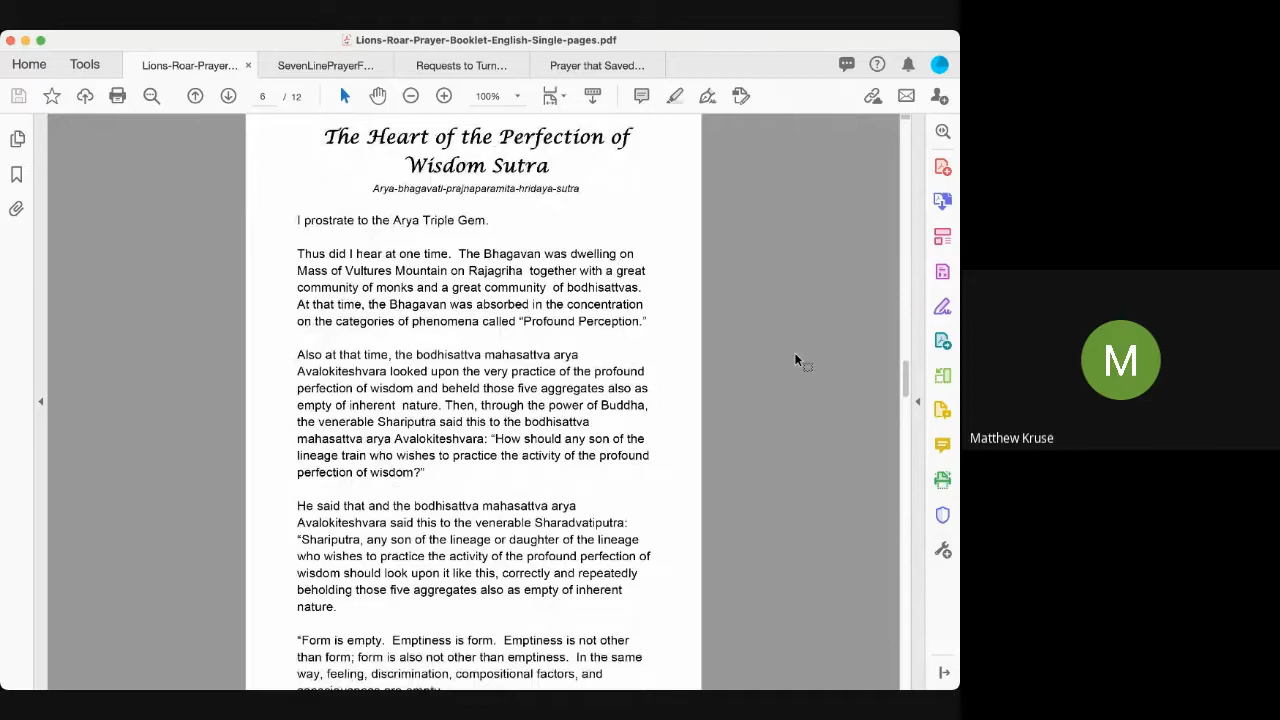 Lions-Roar-Prayer-Booklet-English-Single-pages.pdf
Home Tools Lions-Roar-Prayer... × SevenLinePrayerF... Requests to Turn... Prayer that Saved...
6 / 12 100%
The Heart of the Perfection of
Wisdom Sutra
Arya-bhagavati-prajnaparamita-hridaya-sutra
I prostrate to the Arya Triple Gem.
Thus did I hear at one time. The Bhagavan was dwelling on
Mass of Vultures Mountain on Rajagriha together with a great
community of monks and a great community of bodhisattvas.
At that time, the Bhagavan was absorbed in the concentration
on the categories of phenomena called “Profound Perception.”
Also at that time, the bodhisattva mahasattva arya
Avalokiteshvara looked upon the very practice of the profound
perfection of wisdom and beheld those five aggregates also as
empty of inherent nature. Then, through the power of Buddha,
the venerable Shariputra said this to the bodhisattva
mahasattva arya Avalokiteshvara: “How should any son of the
lineage train who wishes to practice the activity of the profound
perfection of wisdom?”
He said that and the bodhisattva mahasattva arya
Avalokiteshvara said this to the venerable Sharadvatiputra:
“Shariputra, any son of the lineage or daughter of the lineage
who wishes to practice the activity of the profound perfection of
wisdom should look upon it like this, correctly and repeatedly
beholding those five aggregates also as empty of inherent
nature.
“Form is empty. Emptiness is form. Emptiness is not other
than form; form is also not other than emptiness. In the same
way, feeling, discrimination, compositional factors, and
consciousness are empty.
M
Matthew Kruse